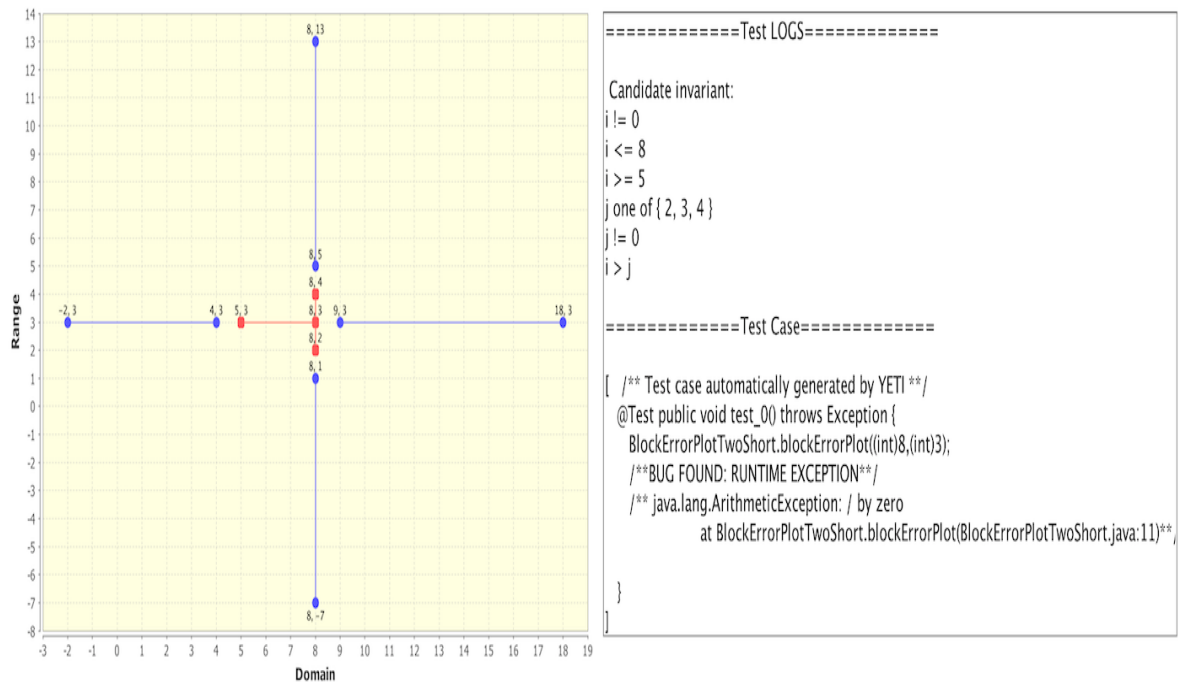 14
13
12
11
10
9
8
7
6
5
4
3
2
1
0
-1
-2
-3
-4
-5
-6
-7
-8
Range
8, 13
8, 5
8, 4
-2, 3
4, 3
5, 3
8, 3
9, 3
18, 3
8, 2
8, 1
8, -7
-3 -2 -1 0 1 2 3 4 5 6 7 8 9 10 11 12 13 14 15 16 17 18 19
Domain
=============Test LOGS=============
Candidate invariant:
i != 0
i <= 8
i >= 5
j one of { 2, 3, 4 }
j != 0
i > j
=============Test Case=============
[ /** Test case automatically generated by YETI **/
@Test public void test_0() throws Exception {
BlockErrorPlotTwoShort.blockErrorPlot((int)8,(int)3);
/**BUG FOUND: RUNTIME EXCEPTION**/
/** java.lang.ArithmeticException: / by zero
at BlockErrorPlotTwoShort.blockErrorPlot(BlockErrorPlotTwoShort.java:11)**/
}
]